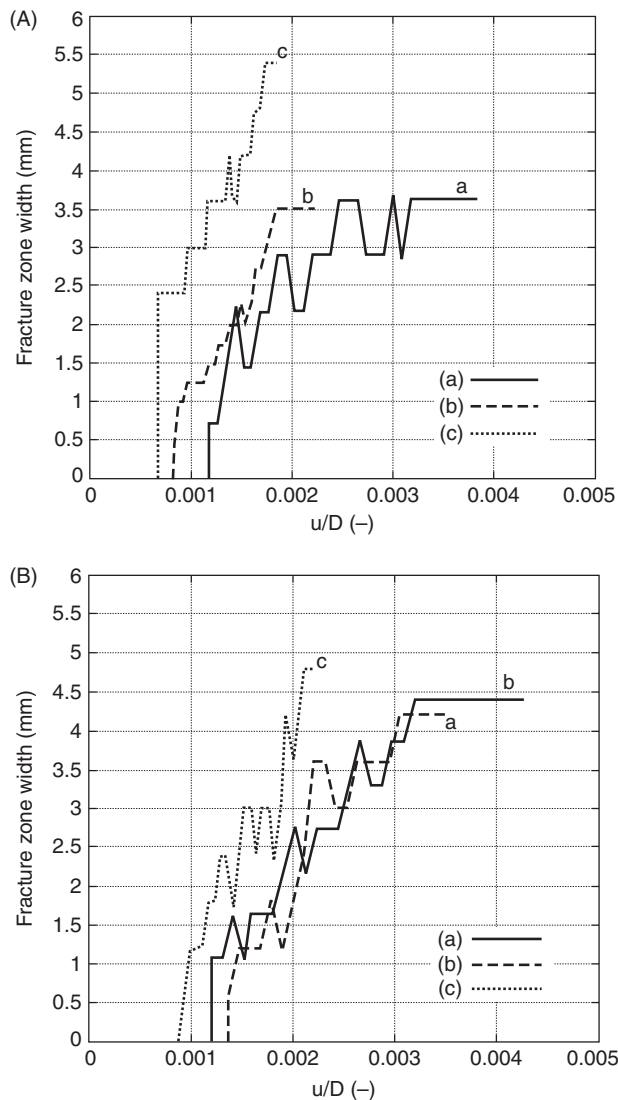 (A)
6
5.5
5
4.5
4
3.5
3
2.5
2
1.5
1
0.5
0
Fracture zone width (mm)
c
b
a
(a)
(b)
(c)
0 0.001 0.002 0.003 0.004 0.005
u/D (–)
(B)
6
5.5
5
4.5
4
3.5
3
2.5
2
1.5
1
0.5
0
Fracture zone width (mm)
c
b
a
(a)
(b)
(c)
0 0.001 0.002 0.003 0.004 0.005
u/D (–)